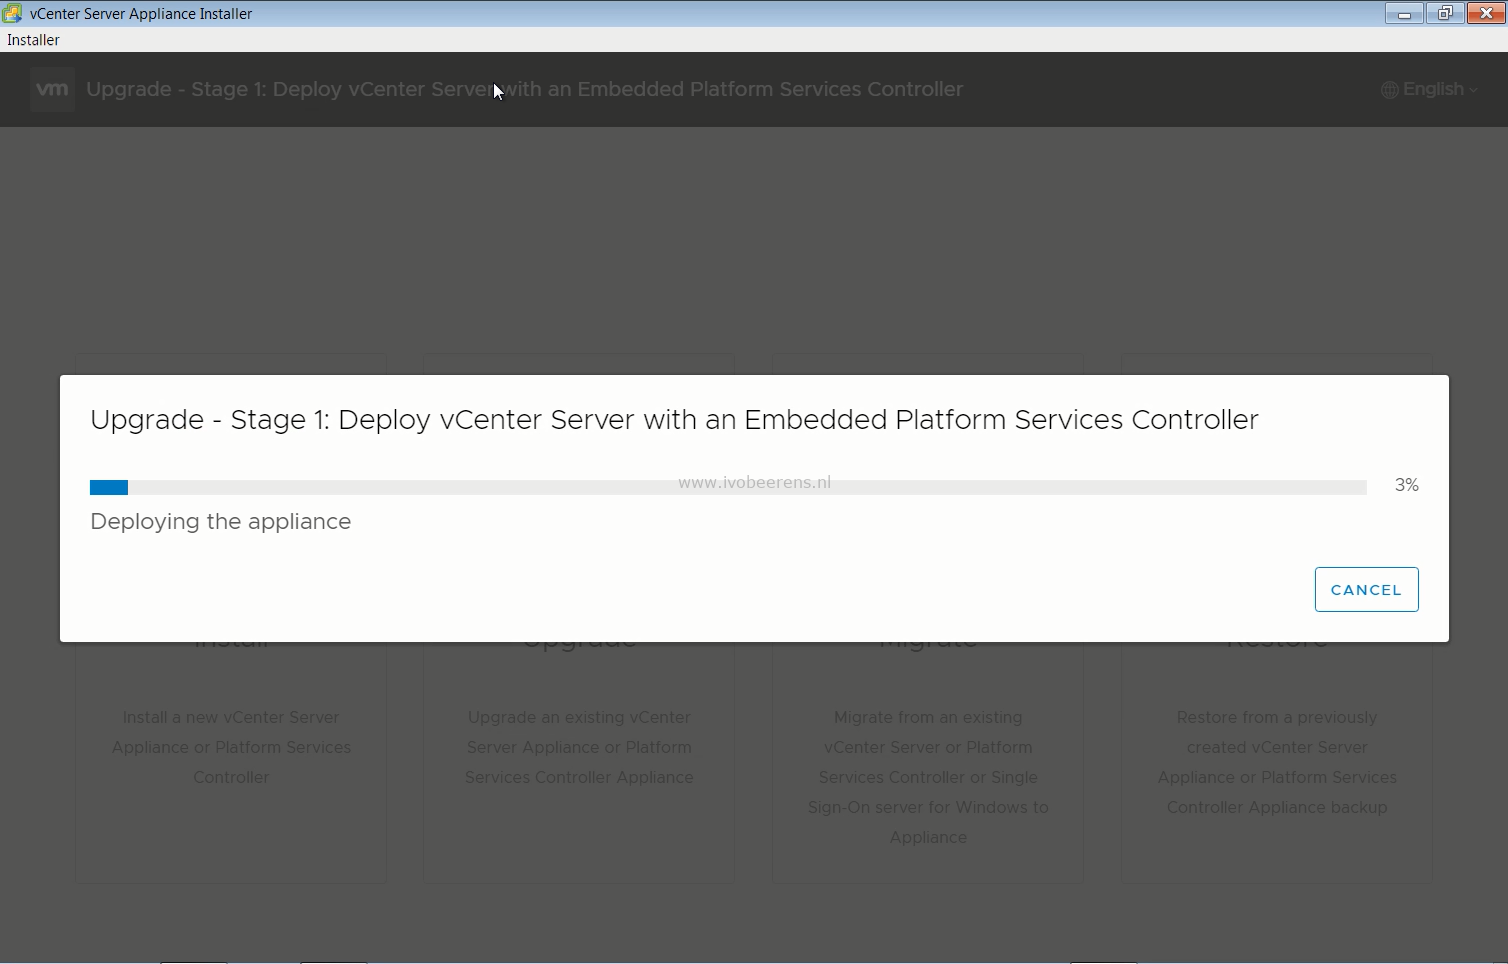 vCenter Server Appliance Installer
Installer
vm Upgrade - Stage 1: Deploy vCenter Server with an Embedded Platform Services Controller English
Upgrade - Stage 1: Deploy vCenter Server with an Embedded Platform Services Controller
www.ivobeerens.nl
3%
Deploying the appliance
CANCEL
Install
Install a new vCenter Server
Appliance or Platform Services
Controller
Upgrade
Upgrade an existing vCenter
Server Appliance or Platform
Services Controller Appliance
Migrate
Migrate from an existing
vCenter Server or Platform
Services Controller or Single
Sign-On server for Windows to
Appliance
Restore
Restore from a previously
created vCenter Server
Appliance or Platform Services
Controller Appliance backup